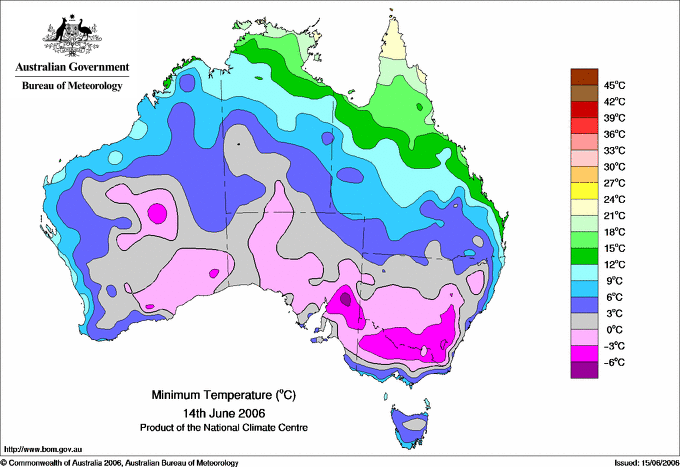 Australian Government
Bureau of Meteorology
45°C
42°C
39°C
36°C
33°C
30°C
27°C
24°C
21°C
18°C
15°C
12°C
9°C
6°C
3°C
0°C
-3°C
-6°C
Minimum Temperature (°C)
14th June 2006
Product of the National Climate Centre
http://www.bom.gov.au
© Commonwealth of Australia 2006, Australian Bureau of Meteorology
Issued: 15/06/2006